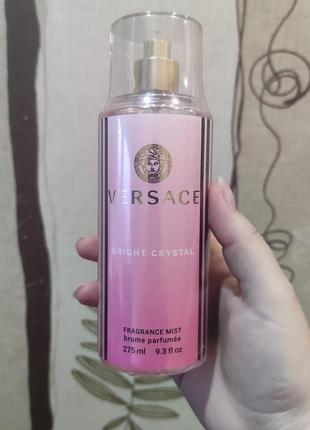 VERSACE
BRIGHT CRYSTAL
FRAGRANCE MIST
brume parfumée
275 ml 9.3 fl oz